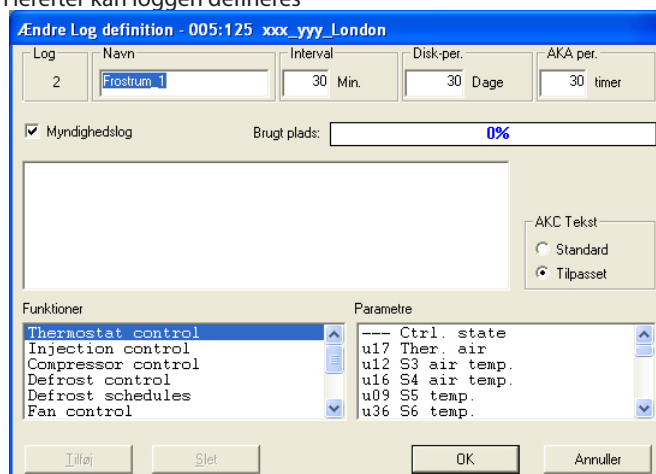 Herefter kan loggen defineres
Ændre Log definition - 005:125 xxx_yyy_London
Log Navn Interval Disk-per. AKA per.
2 Frostrum_1 30 Min. 30 Dage 30 timer
Myndighedslog Brugt plads: 0%
AKC Tekst
Standard
Tilpasset
Funktioner Parametre
Thermostat control --- Ctrl. state
Injection control u17 Ther. air
Compressor control u12 S3 air temp.
Defrost control u16 S4 air temp.
Defrost schedules u09 S5 temp.
Fan control u36 S6 temp.
Tilføj Slet OK Annuller